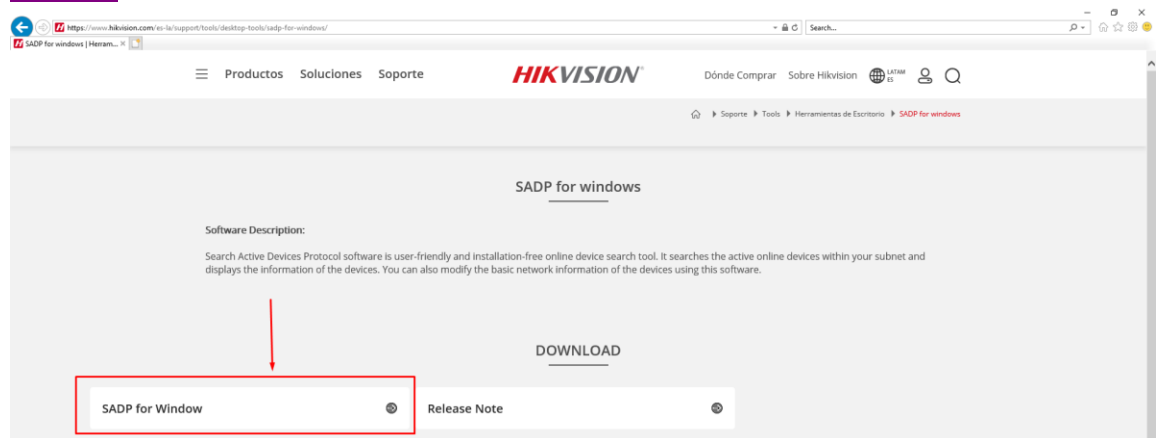 https://www.hikvision.com/es-la/support/tools/desktop-tools/sadp-for-windows/
Search...
SADP for windows | Herram...
Productos Soluciones Soporte HIKVISION Dónde Comprar Sobre Hikvision LATAM ES
Soporte Tools Herramientas de Escritorio SADP for windows
SADP for windows
Software Description:
Search Active Devices Protocol software is user-friendly and installation-free online device search tool. It searches the active online devices within your subnet and
displays the information of the devices. You can also modify the basic network information of the devices using this software.
DOWNLOAD
SADP for Window Release Note